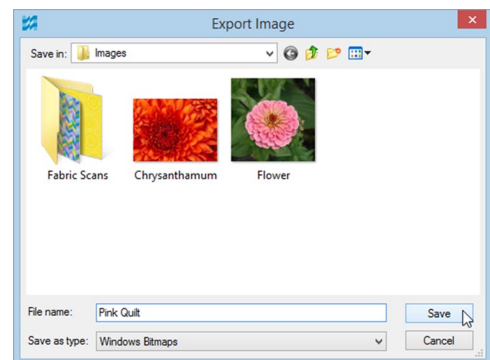 Export Image
Save in: Images
Fabric Scans Chrysanthamum Flower
File name: Pink Quilt Save
Save as type: Windows Bitmaps Cancel